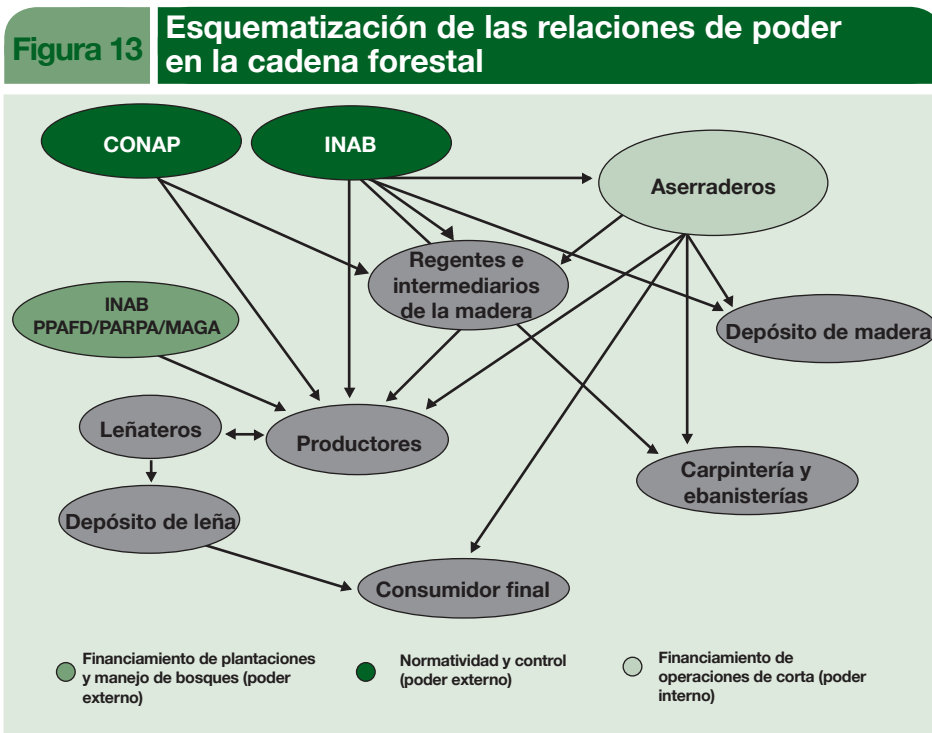 Figura 13
Esquematización de las relaciones de poder
en la cadena forestal
CONAP
INAB
Aserraderos
Regentes e
intermediarios
de la madera
INAB
PPAFD/PARPA/MAGA
Depósito de madera
Leñateros
Productores
Carpintería y
ebanisterías
Depósito de leña
Consumidor final
Financiamiento de plantaciones
y manejo de bosques (poder
externo)
Normatividad y control
(poder externo)
Financiamiento de
operaciones de corta (poder
interno)